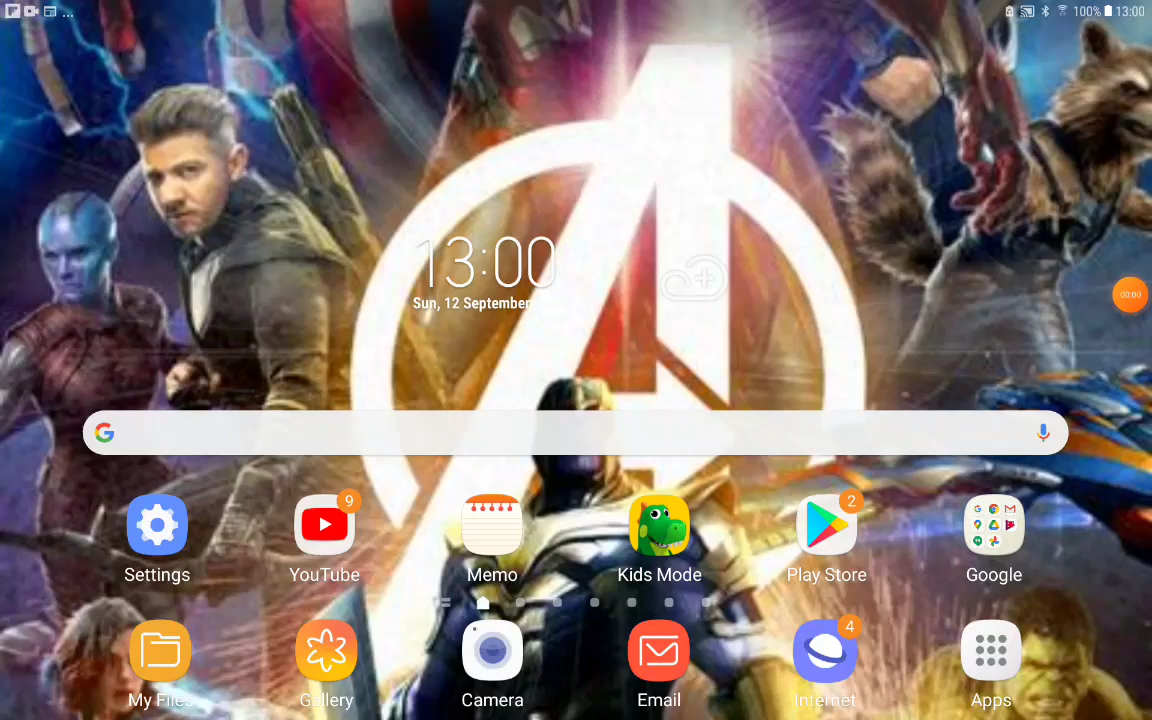 ... 100% 13:00
13:00
Sun, 12 September
00:00
9 2
Settings YouTube Memo Kids Mode Play Store Google
4
My Files Gallery Camera Email Internet Apps